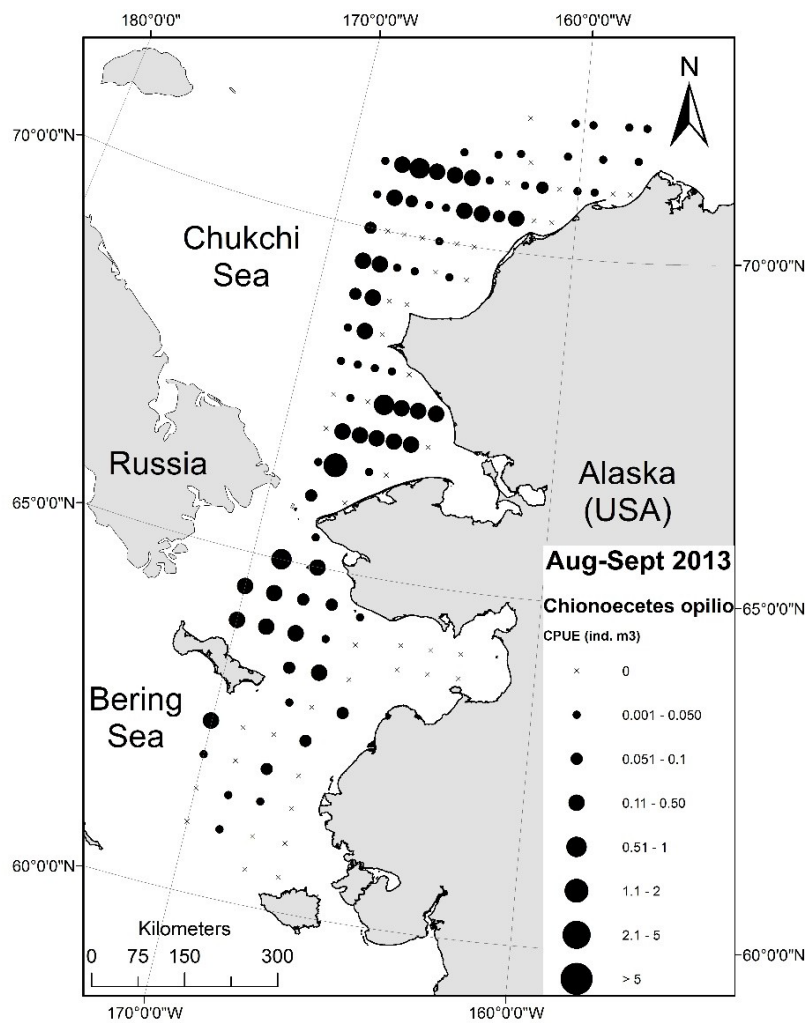 180°0'0"W
170°0'0"W
160°0'0"W
N
70°0'0"N
70°0'0"N
Chukchi
Sea
Russia
Alaska
(USA)
65°0'0"N
65°0'0"N
Aug-Sept 2013
Chionoecetes opilio
CPUE (ind. m3)
0
0.001 - 0.050
0.051 - 0.1
0.11 - 0.50
0.51 - 1
1.1 - 2
2.1 - 5
> 5
Bering
Sea
60°0'0"N
60°0'0"N
Kilometers
0 75 150 300
170°0'0"W
160°0'0"W